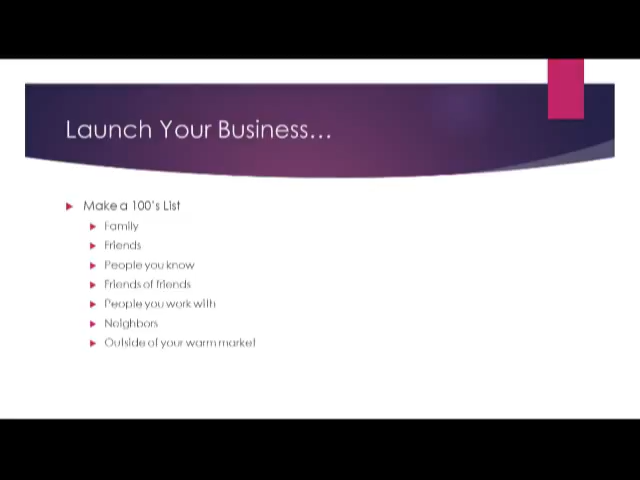 Launch Your Business...
Make a 100's List
Family
Friends
People you know
Friends of friends
People you work with
Neighbors
Outside of your warm market